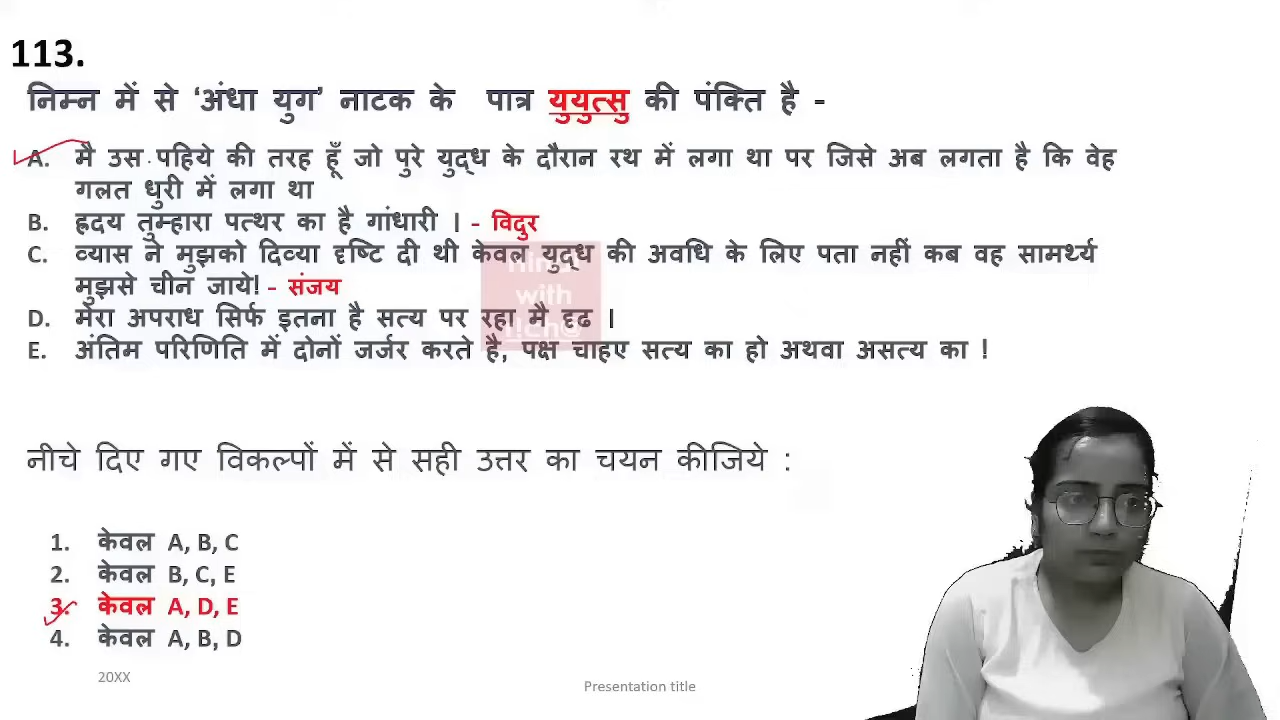 113.
निम्न में से ‘अंधा युग’ नाटक के पात्र युयुत्सु की पंक्ति है -
A. मै उस पहिये की तरह हूँ जो पुरे युद्ध के दौरान रथ में लगा था पर जिसे अब लगता है कि वेह
गलत धुरी में लगा था
B. ह्रदय तुम्हारा पत्थर का है गांधारी । - विदुर
C. व्यास ने मुझको दिव्या दृष्टि दी थी केवल युद्ध की अवधि के लिए पता नहीं कब वह सामर्थ्य
मुझसे चीन जाये! - संजय
D. मेरा अपराध सिर्फ इतना है सत्य पर रहा मै दृढ ।
E. अंतिम परिणिति में दोनों जर्जर करते है, पक्ष चाहए सत्य का हो अथवा असत्य का !
with
नीचे दिए गए विकल्पों में से सही उत्तर का चयन कीजिये :
1. केवल A, B, C
2. केवल B, C, E
3. केवल A, D, E
4. केवल A, B, D
20XX
Presentation title